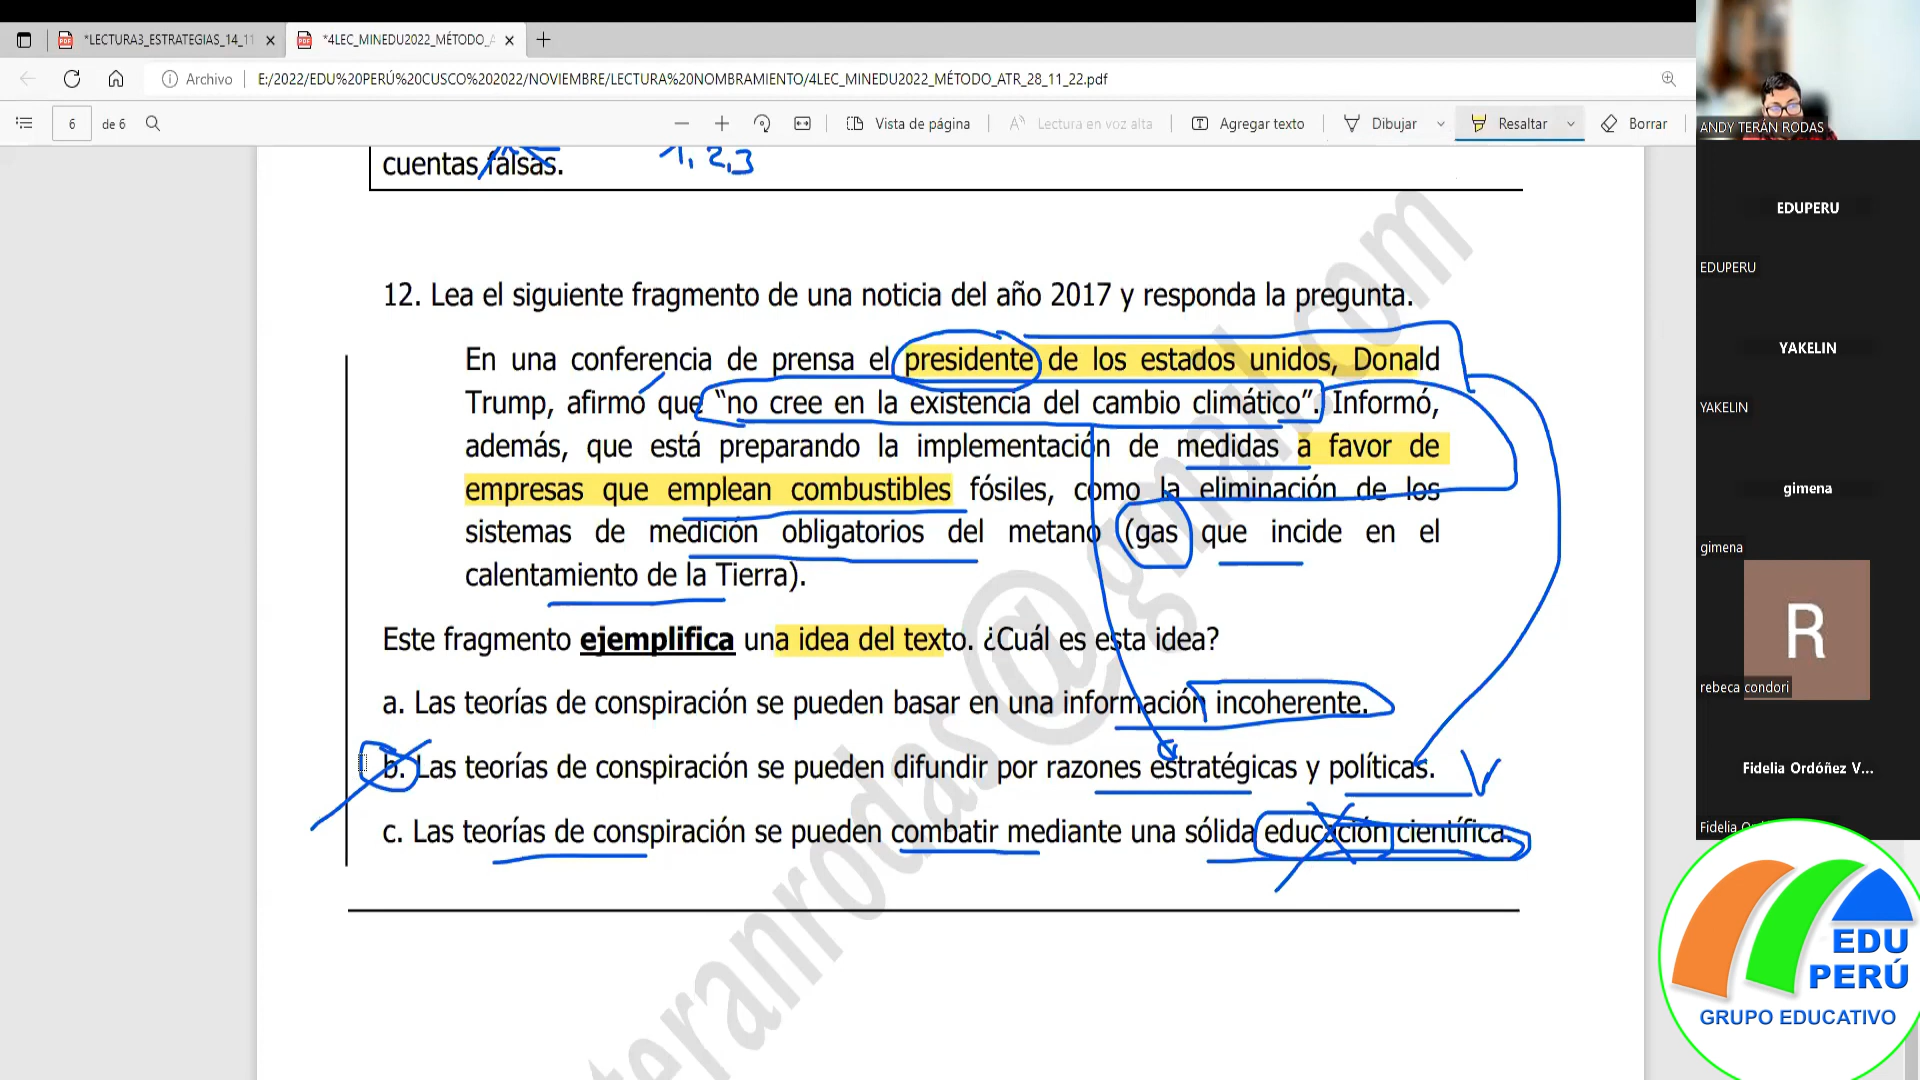 *LECTURA3_ESTRATEGIAS_14_11
*4LEC_MINEDU2022_MÉTODO_A
Archivo
E:/2022/EDU%20PERÚ%20CUSCO%202022/NOVIEMBRE/LECTURA%20NOMBRAMIENTO/4LEC_MINEDU2022_MÉTODO_ATR_28_11_22.pdf
6
de 6
Vista de página
Lectura en voz alta
Agregar texto
Dibujar
Resaltar
Borrar
cuentas falsas.
1, 2,3
12. Lea el siguiente fragmento de una noticia del año 2017 y responda la pregunta.
En una conferencia de prensa el presidente de los estados unidos, Donald
Trump, afirmó que “no cree en la existencia del cambio climático”. Informó,
además, que está preparando la implementación de medidas a favor de
empresas que emplean combustibles fósiles, como la eliminación de los
sistemas de medición obligatorios del metano (gas que incide en el
calentamiento de la Tierra).
Este fragmento ejemplifica una idea del texto. ¿Cuál es esta idea?
a. Las teorías de conspiración se pueden basar en una información incoherente.
b. Las teorías de conspiración se pueden difundir por razones estratégicas y políticas. V
c. Las teorías de conspiración se pueden combatir mediante una sólida educación científica.
teranrodas@gmail.com
ANDY TERÁN RODAS
EDUPERU
EDUPERU
YAKELIN
YAKELIN
gimena
gimena
R
rebeca condori
Fidelia Ordóñez V...
EDU
PERÚ
GRUPO EDUCATIVO